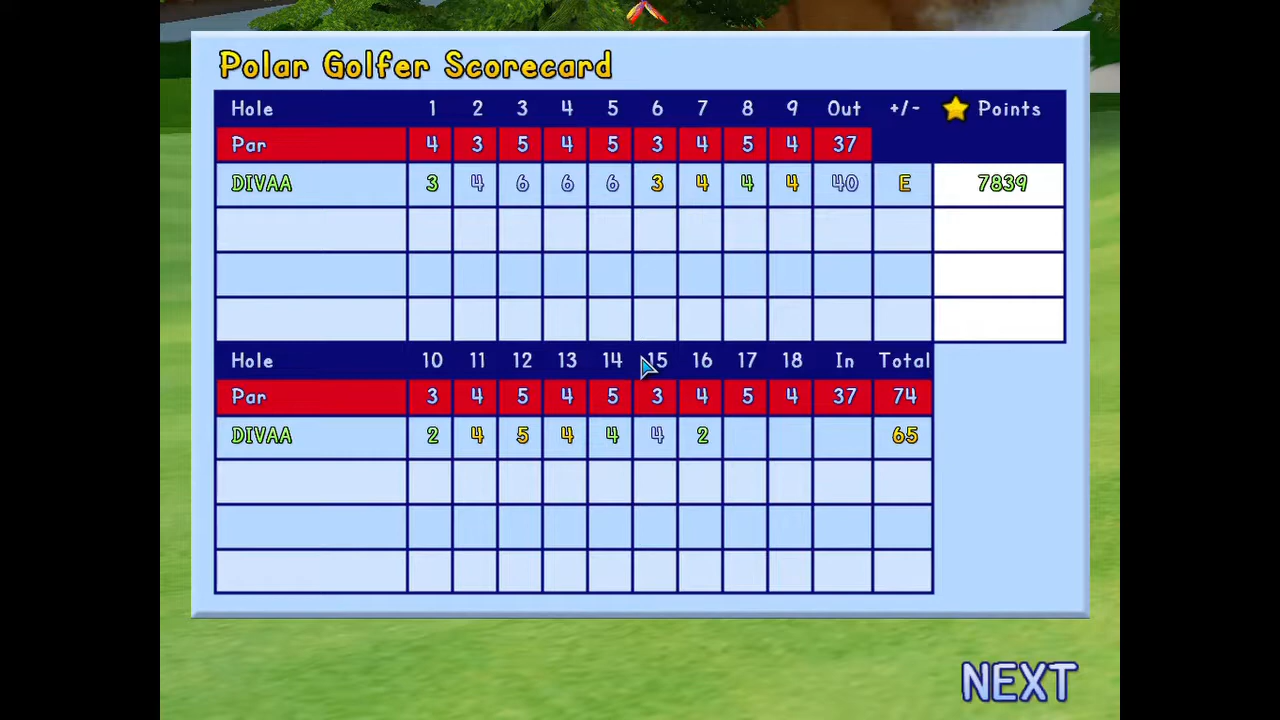 Polar Golfer Scorecard
Hole 1 2 3 4 5 6 7 8 9 Out +/- Points
Par 4 3 5 4 5 3 4 5 4 37
DIVAA 3 4 6 6 6 3 4 4 4 40 E 7839
Hole 10 11 12 13 14 15 16 17 18 In Total
Par 3 4 5 4 5 3 4 5 4 37 74
DIVAA 2 4 5 4 4 4 2 65
NEXT